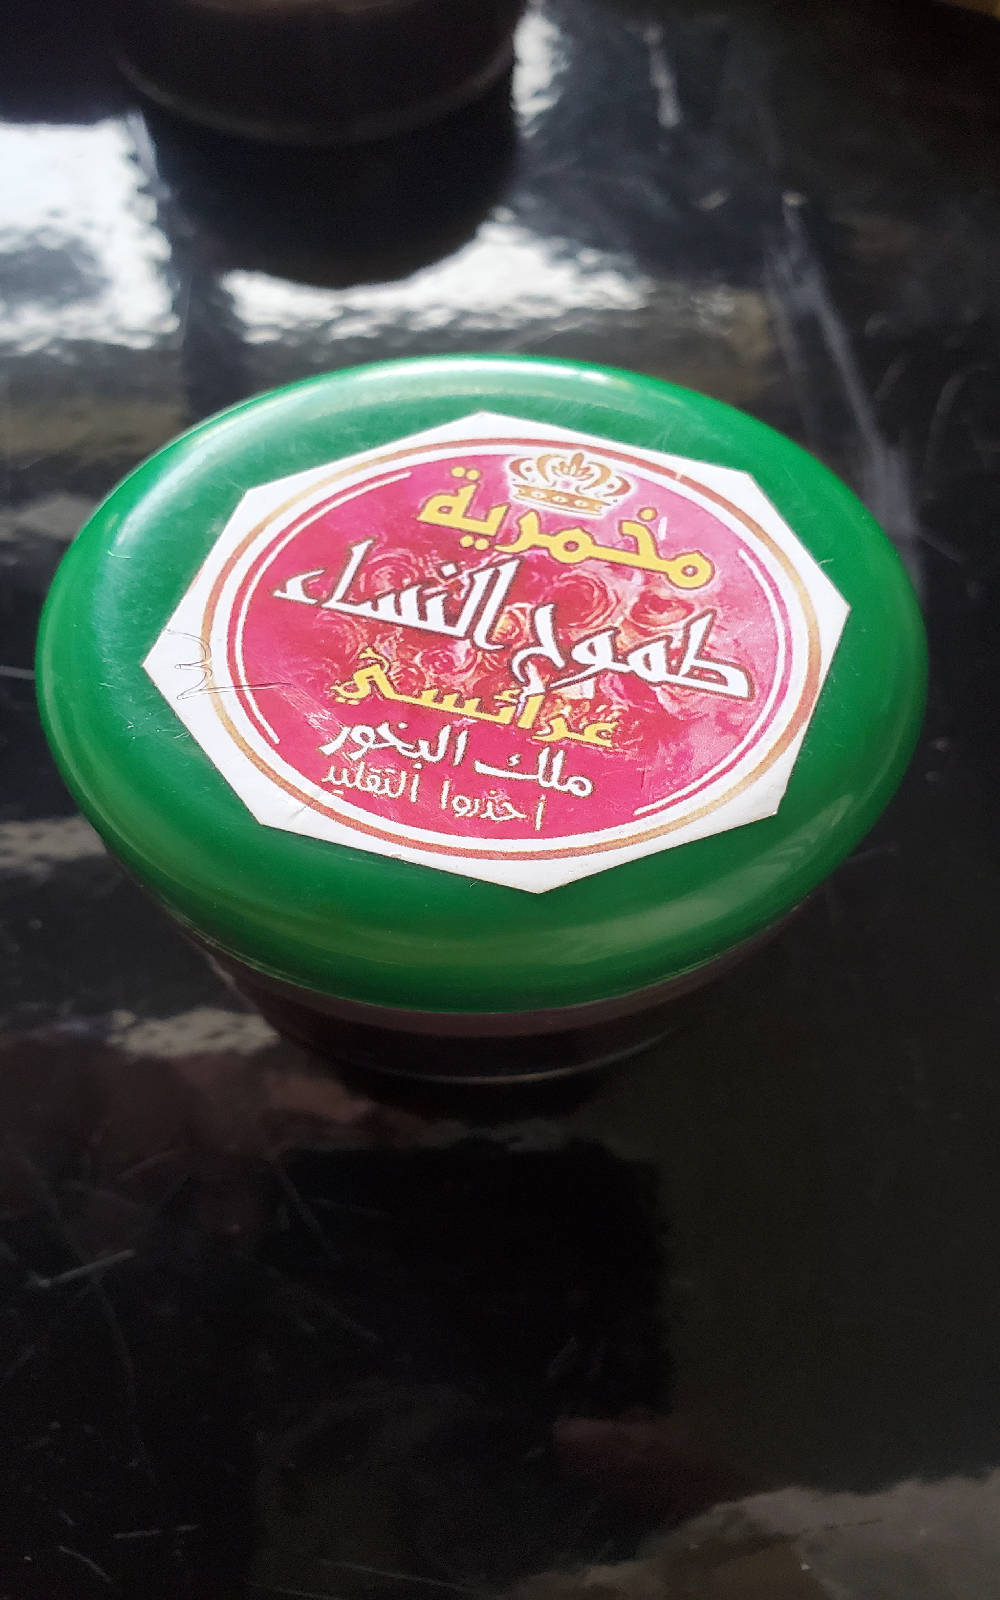 مخمرية
طموح النساء
عرائسي
ملك البخور
أحذروا التقليد